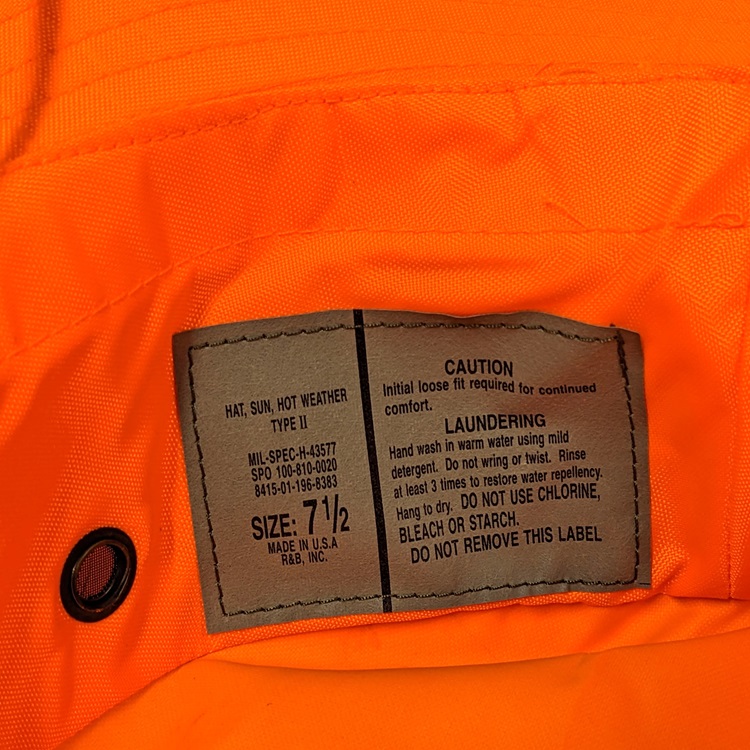 HAT, SUN, HOT WEATHER
TYPE II
MIL-SPEC-H-43577
SPO 100-810-0020
8415-01-196-8383
SIZE: 7 1/2
MADE IN U.S.A
R&B, INC.
CAUTION
Initial loose fit required for continued
comfort.
LAUNDERING
Hand wash in warm water using mild
detergent. Do not wring or twist. Rinse
at least 3 times to restore water repellency.
Hang to dry. DO NOT USE CHLORINE,
BLEACH OR STARCH.
DO NOT REMOVE THIS LABEL